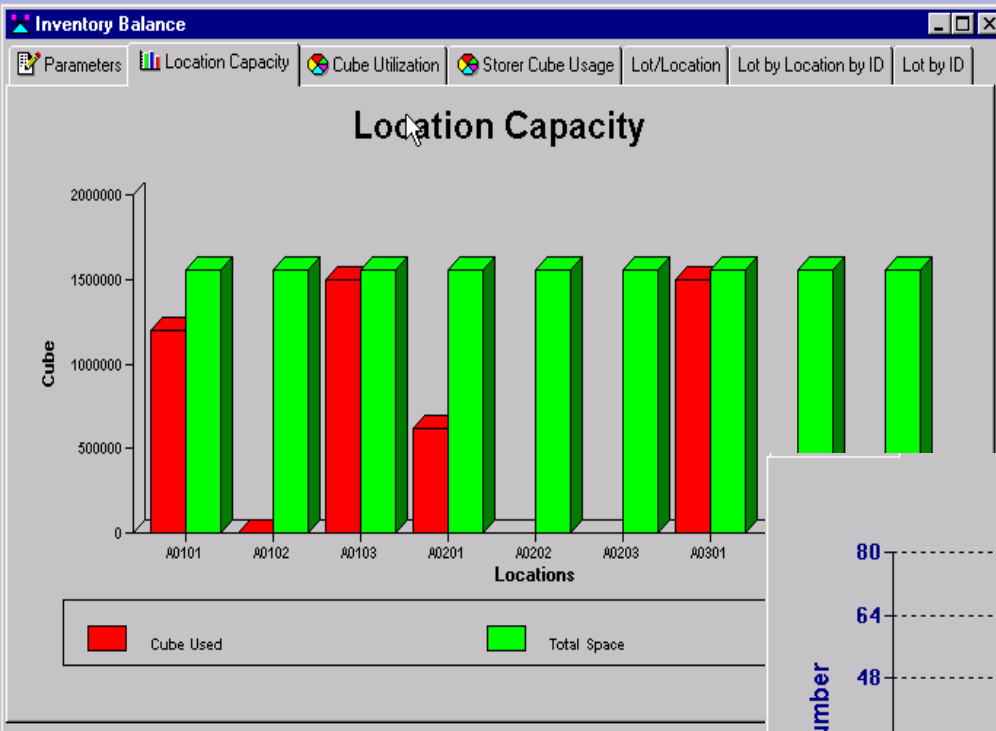 Inventory Balance
Parameters Location Capacity Cube Utilization Storer Cube Usage Lot/Location Lot by Location by ID Lot by ID
Location Capacity
2000000
1500000
1000000
500000
0
Cube
A0101 A0102 A0103 A0201 A0202 A0203 A0301
Locations
Cube Used Total Space
80
64
48
umber